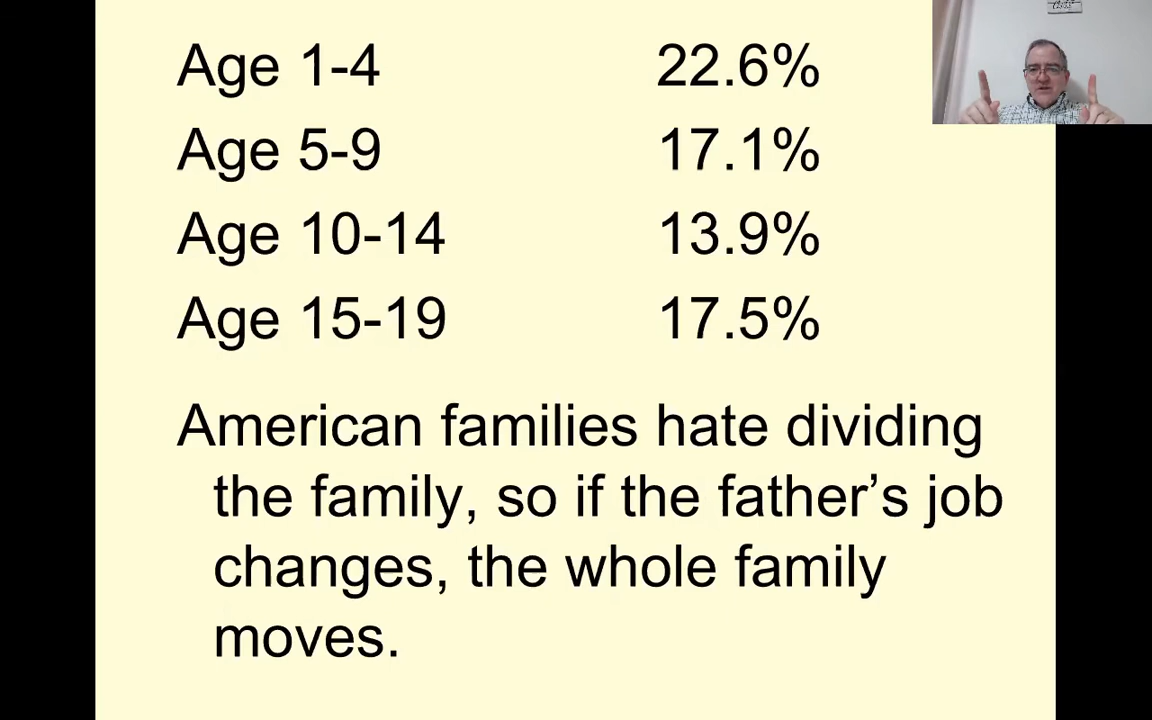 Age 1-4 22.6%
Age 5-9 17.1%
Age 10-14 13.9%
Age 15-19 17.5%
American families hate dividing
the family, so if the father’s job
changes, the whole family
moves.